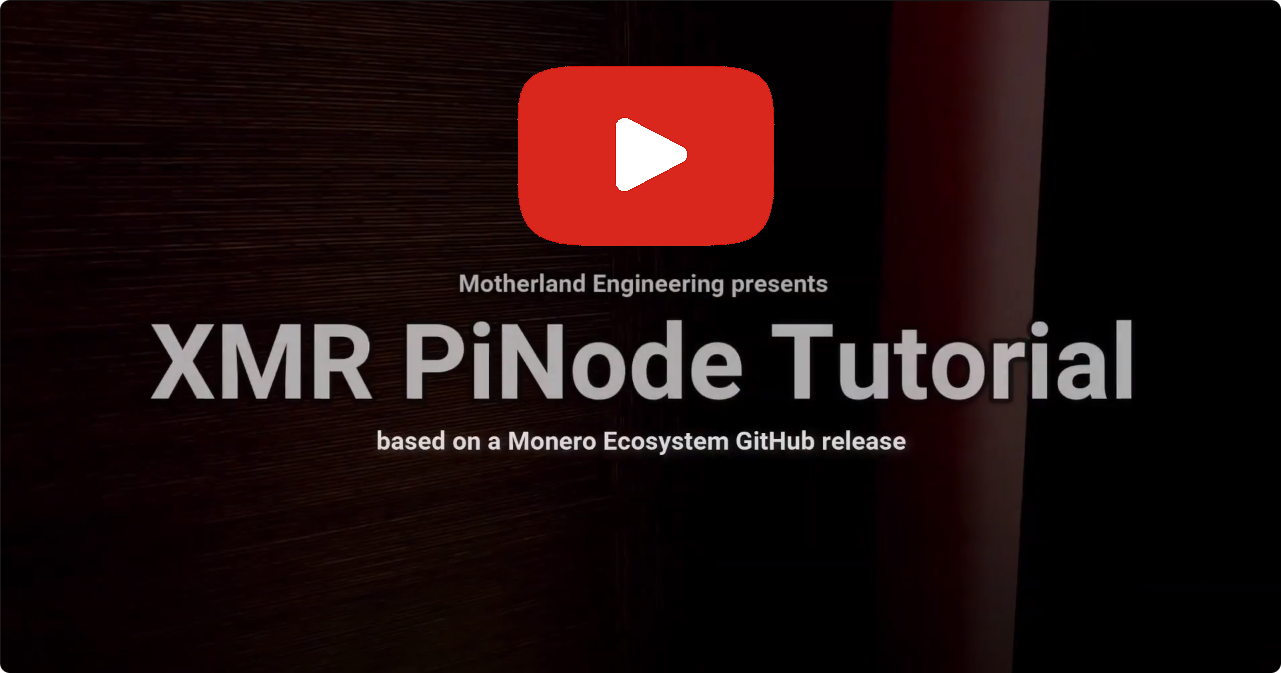 Motherland Engineering presents
XMR PiNode Tutorial
based on a Monero Ecosystem GitHub release